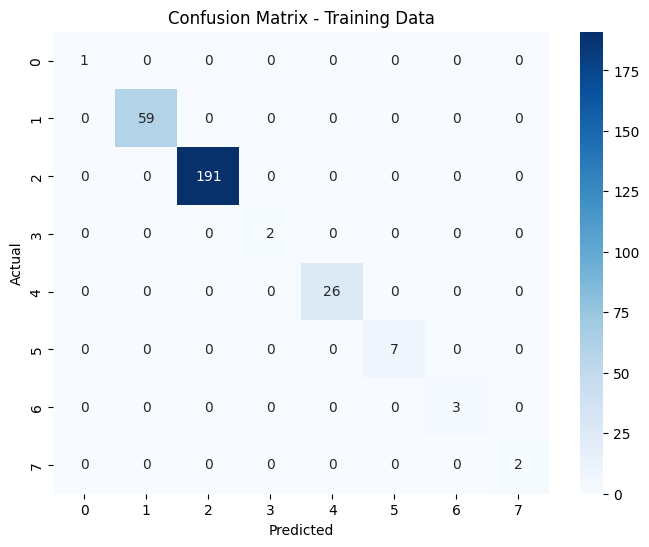 Confusion Matrix - Training Data
0 1 0 0 0 0 0 0 0
1 0 59 0 0 0 0 0 0
2 0 0 191 0 0 0 0 0
3 0 0 0 2 0 0 0 0
4 0 0 0 0 26 0 0 0
5 0 0 0 0 0 7 0 0
6 0 0 0 0 0 0 3 0
7 0 0 0 0 0 0 0 2
0 1 2 3 4 5 6 7
Actual
Predicted
175
150
125
100
75
50
25
0